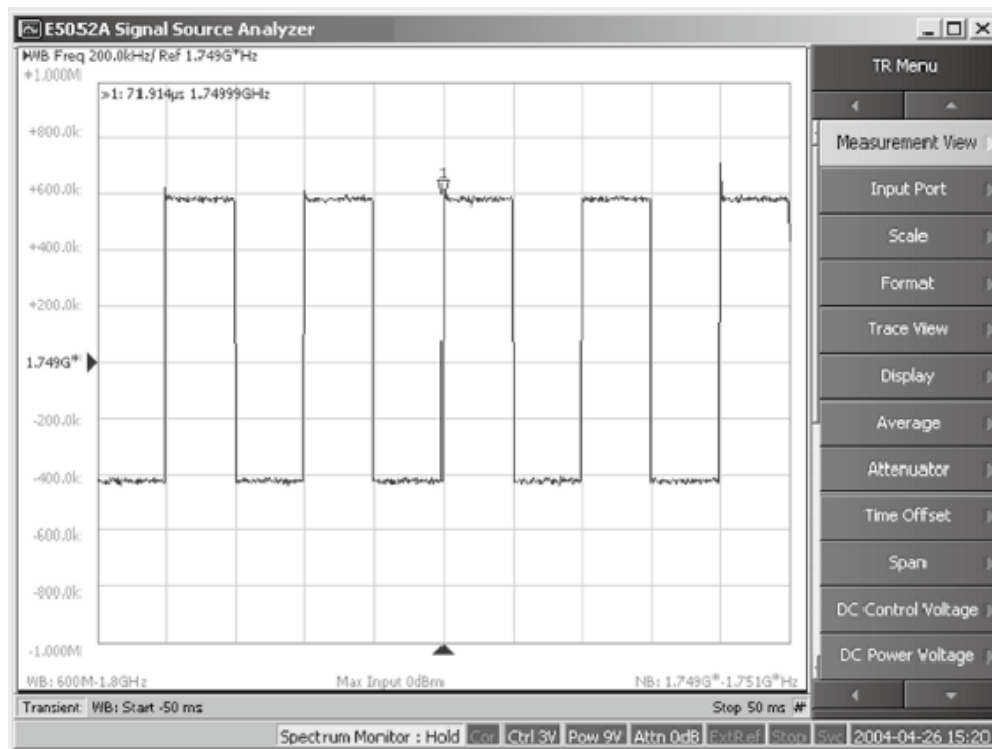 E5052A Signal Source Analyzer
▶WB Freq 200.0kHz/ Ref 1.749G*Hz
+1.000M
>1: 71.914µs 1.74999GHz
+800.0k
+600.0k
1
+400.0k
+200.0k
1.749G*
-200.0k
-400.0k
-600.0k
-800.0k
-1.000M
WB: 600M-1.8GHz Max Input 0dBm NB: 1.749G*-1.751G*Hz
Transient WB: Start -50 ms Stop 50 ms #
Spectrum Monitor : Hold Cor Ctrl 3V Pow 9V Attn 0dB ExtRef Stop Svc 2004-04-26 15:20
TR Menu
Measurement View
Input Port
Scale
Format
Trace View
Display
Average
Attenuator
Time Offset
Span
DC Control Voltage
DC Power Voltage